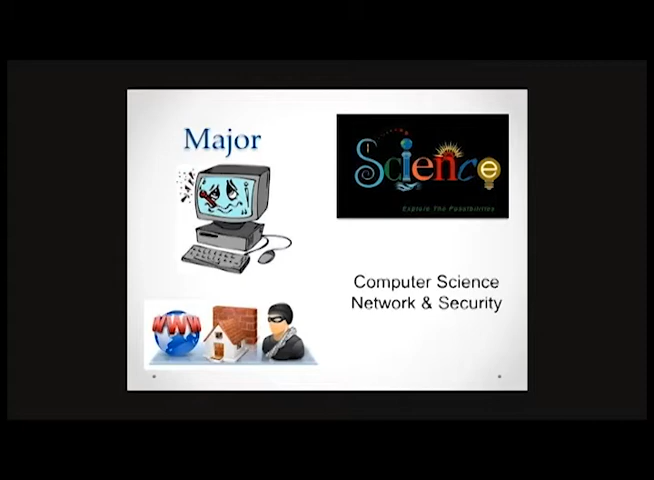 Major
Science
Explore The Possibilities
Computer Science
Network & Security
WWW